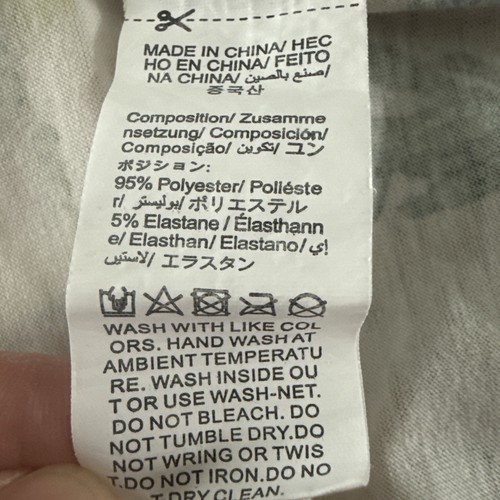 MADE IN CHINA/ HEC
HO EN CHINA/ FEITO
NA CHINA/ صنع بالصين/
중국산
Composition/ Zusamme
nsetzung/ Composición/
Composição/ تكوين/ コン
ポジション:
95% Polyester/ Polièste
r/ بوليستر/ ポリエステル
5% Elastane / Élasthann
e/ Elasthan/ Elastano/ إي
لاستين/ エラスタン
WASH WITH LIKE COL
ORS. HAND WASH AT
AMBIENT TEMPERATU
RE. WASH INSIDE OU
T OR USE WASH-NET.
DO NOT BLEACH. DO
NOT TUMBLE DRY.DO
NOT WRING OR TWIS
T.DO NOT IRON.DO NO
T DRY CLEAN.